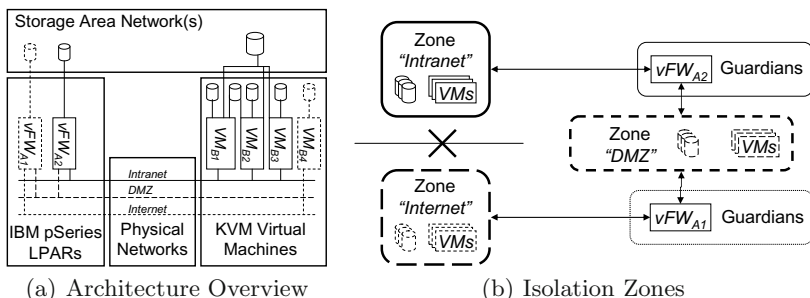 Storage Area Network(s)
vFWA1
vFWA2
VMB1
VMB2
VMB3
VMB4
Intranet
DMZ
Internet
IBM pSeries
LPARs
Physical
Networks
KVM Virtual
Machines
(a) Architecture Overview
Zone
"Intranet"
VMs
vFWA2
Guardians
Zone
"DMZ"
VMs
Zone
"Internet"
VMs
vFWA1
Guardians
(b) Isolation Zones